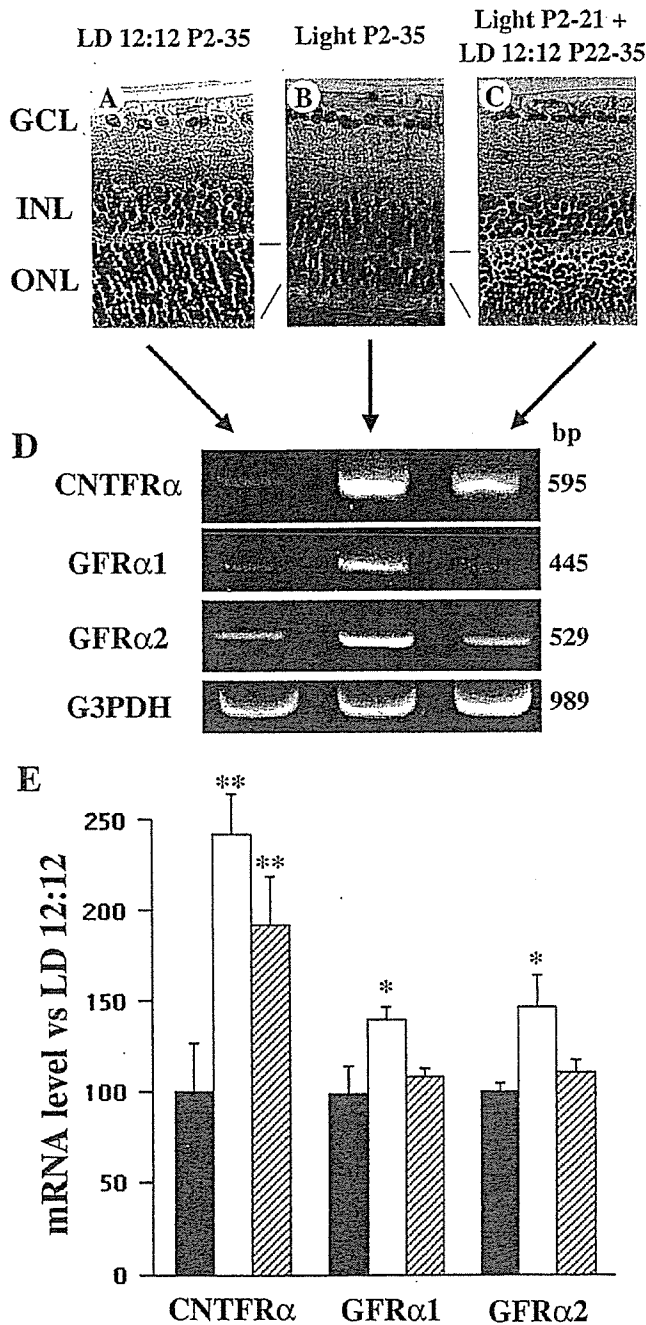 LD 12:12 P2-35
Light P2-35
Light P2-21 +
LD 12:12 P22-35
A
B
C
GCL
INL
ONL
D
bp
CNTFRα
595
GFRα1
445
GFRα2
529
G3PDH
989
E
mRNA level vs LD 12:12
250
200
150
100
50
0
**
**
*
*
CNTFRα
GFRα1
GFRα2